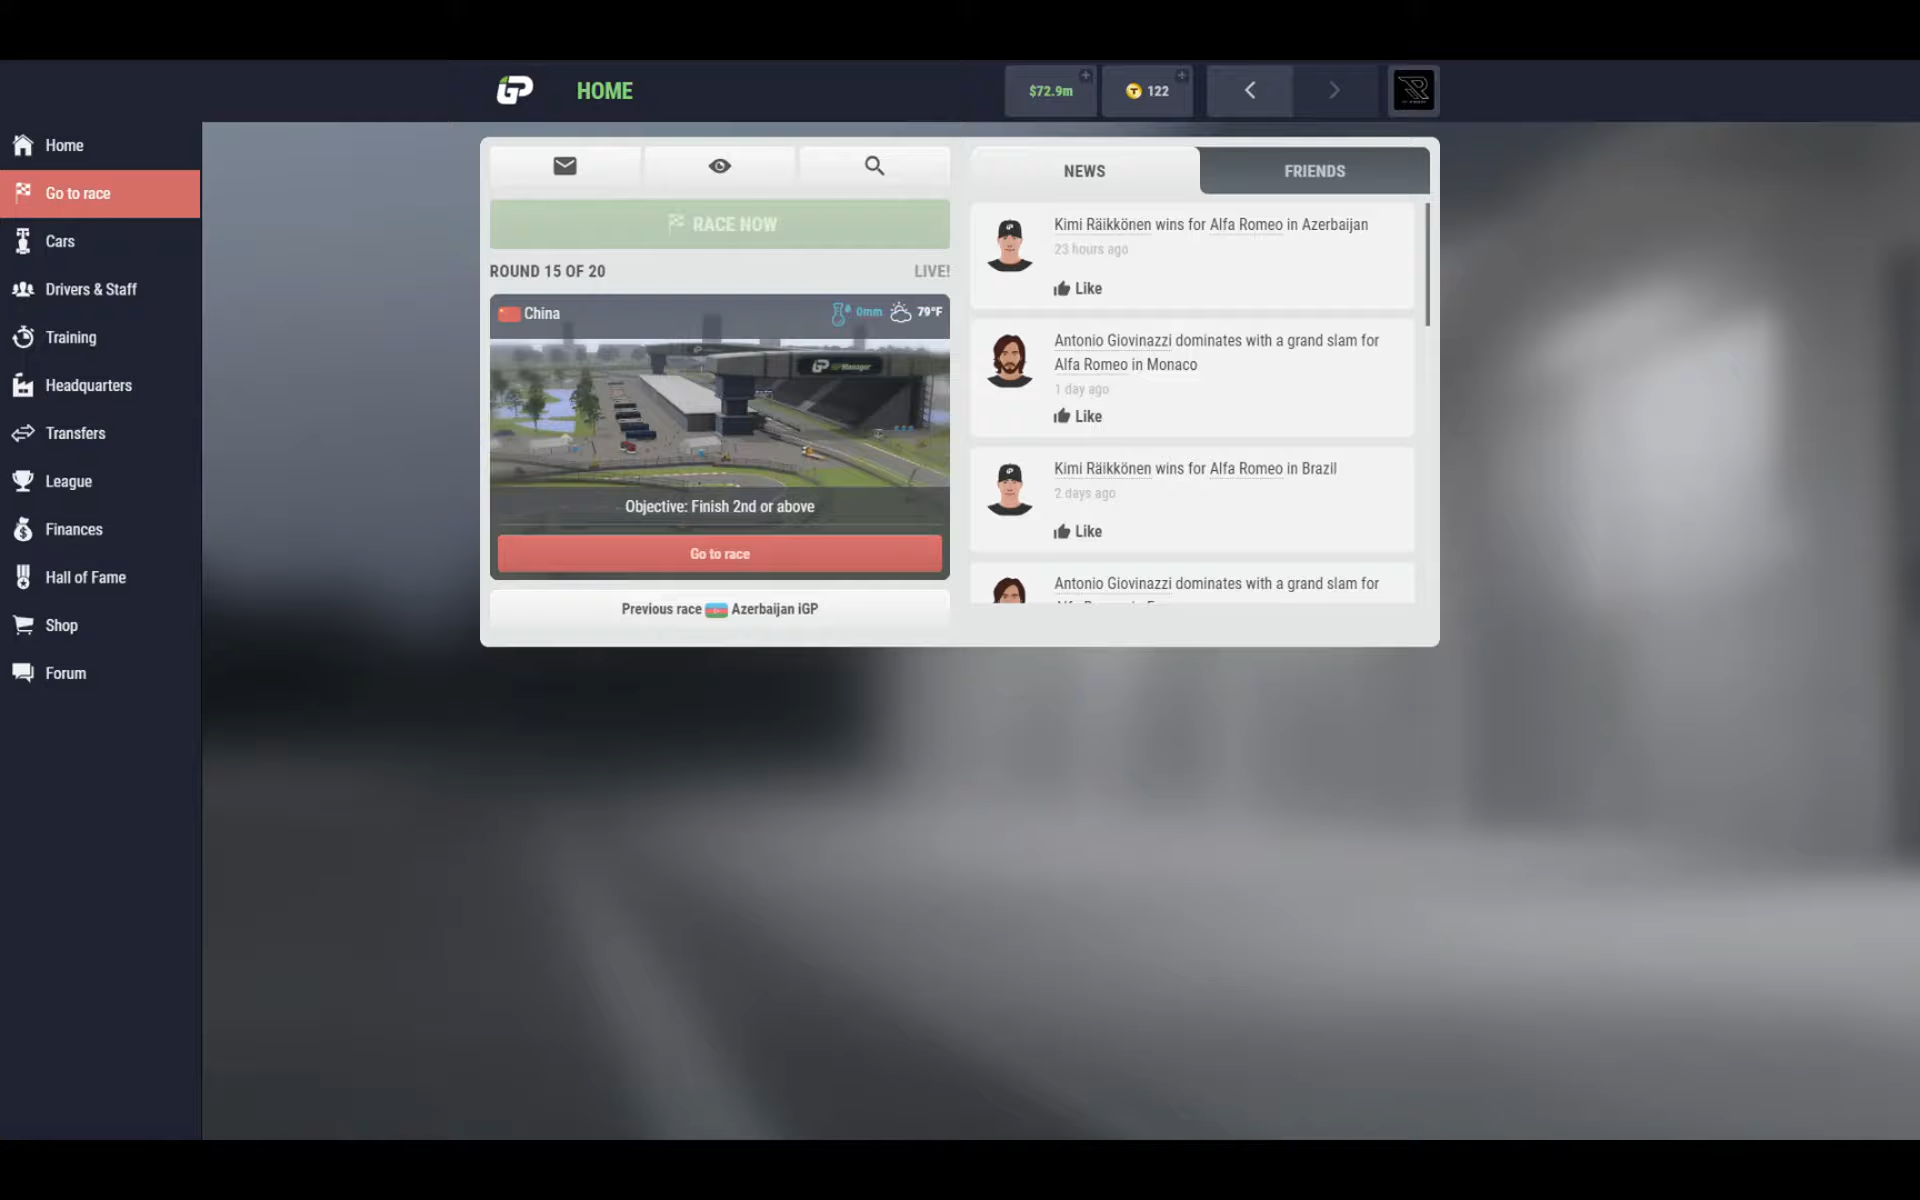 GP
HOME
$72.9m
122
Home
Go to race
Cars
Drivers & Staff
Training
Headquarters
Transfers
League
Finances
Hall of Fame
Shop
Forum
RACE NOW
ROUND 15 OF 20
LIVE!
China
0mm
79°F
GP Manager
Objective: Finish 2nd or above
Go to race
Previous race Azerbaijan iGP
NEWS
FRIENDS
Kimi Räikkönen wins for Alfa Romeo in Azerbaijan
23 hours ago
Like
Antonio Giovinazzi dominates with a grand slam for
Alfa Romeo in Monaco
1 day ago
Like
Kimi Räikkönen wins for Alfa Romeo in Brazil
2 days ago
Like
Antonio Giovinazzi dominates with a grand slam for